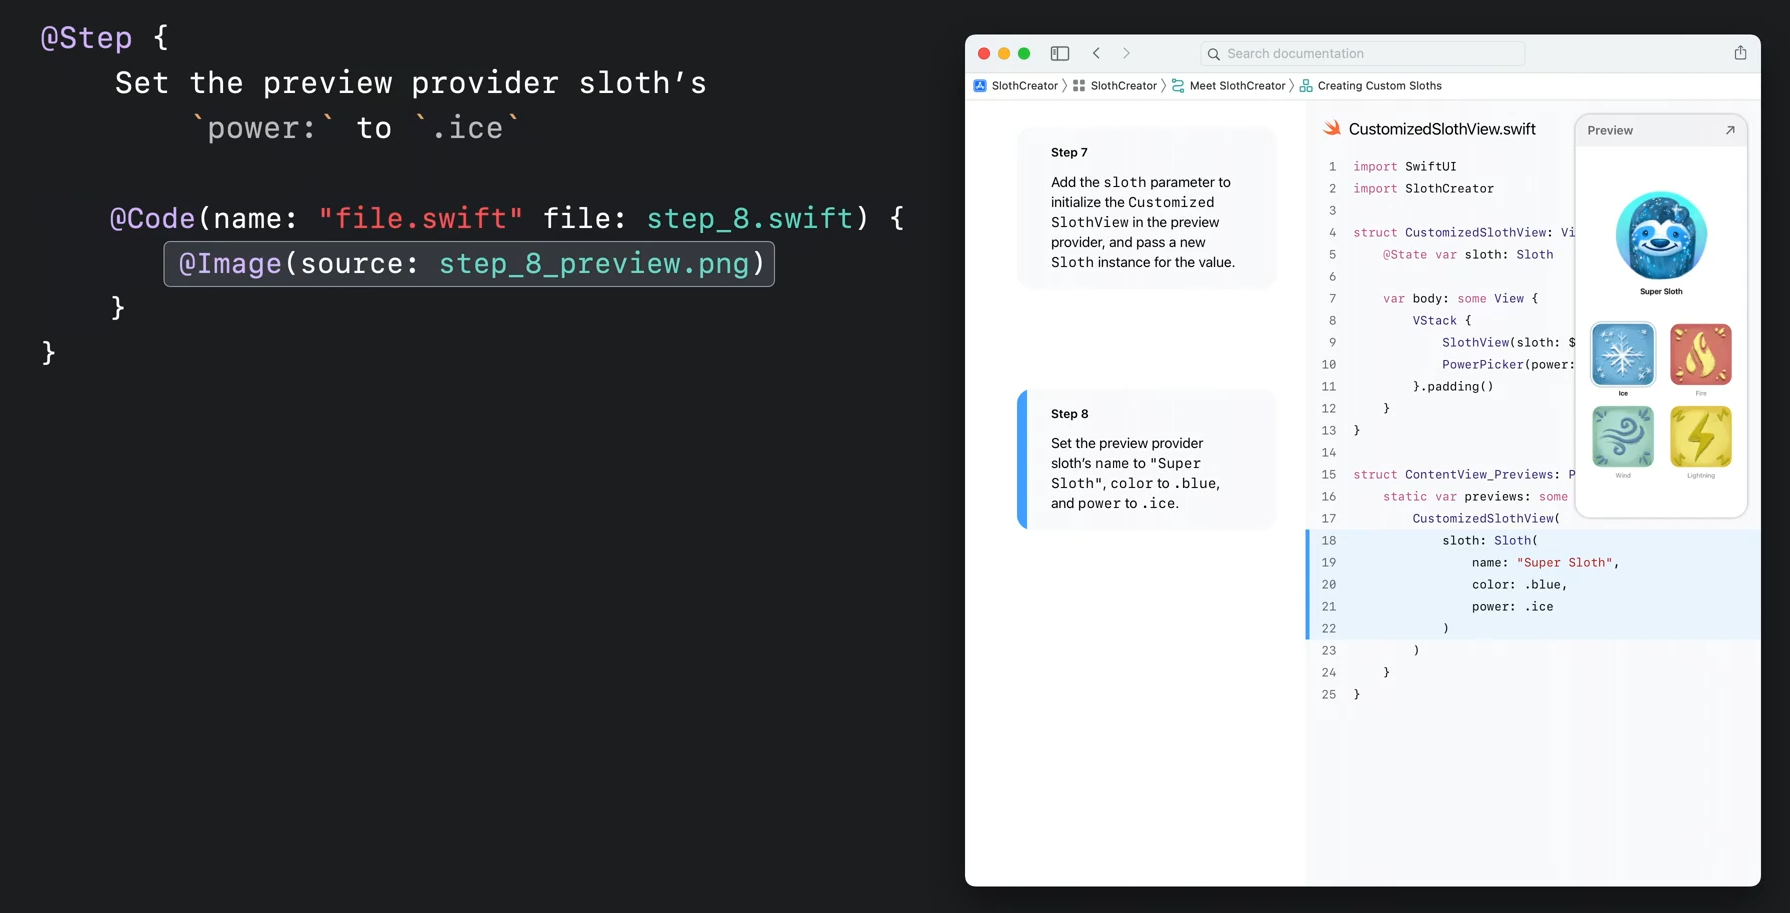 @Step {
Set the preview provider sloth’s
`power:` to `.ice`
@Code(name: "file.swift" file: step_8.swift) {
@Image(source: step_8_preview.png)
}
}
Search documentation
SlothCreator 〉 SlothCreator 〉 Meet SlothCreator 〉 Creating Custom Sloths
Step 7
Add the sloth parameter to
initialize the Customized
SlothView in the preview
provider, and pass a new
Sloth instance for the value.
Step 8
Set the preview provider
sloth’s name to "Super
Sloth", color to .blue,
and power to .ice.
CustomizedSlothView.swift
1 import SwiftUI
2 import SlothCreator
3
4 struct CustomizedSlothView: Vi
5 @State var sloth: Sloth
6
7 var body: some View {
8 VStack {
9 SlothView(sloth: $
10 PowerPicker(power:
11 }.padding()
12 }
13 }
14
15 struct ContentView_Previews: P
16 static var previews: some
17 CustomizedSlothView(
18 sloth: Sloth(
19 name: "Super Sloth",
20 color: .blue,
21 power: .ice
22 )
23 )
24 }
25 }
Preview
Super Sloth
Ice Fire
Wind Lightning